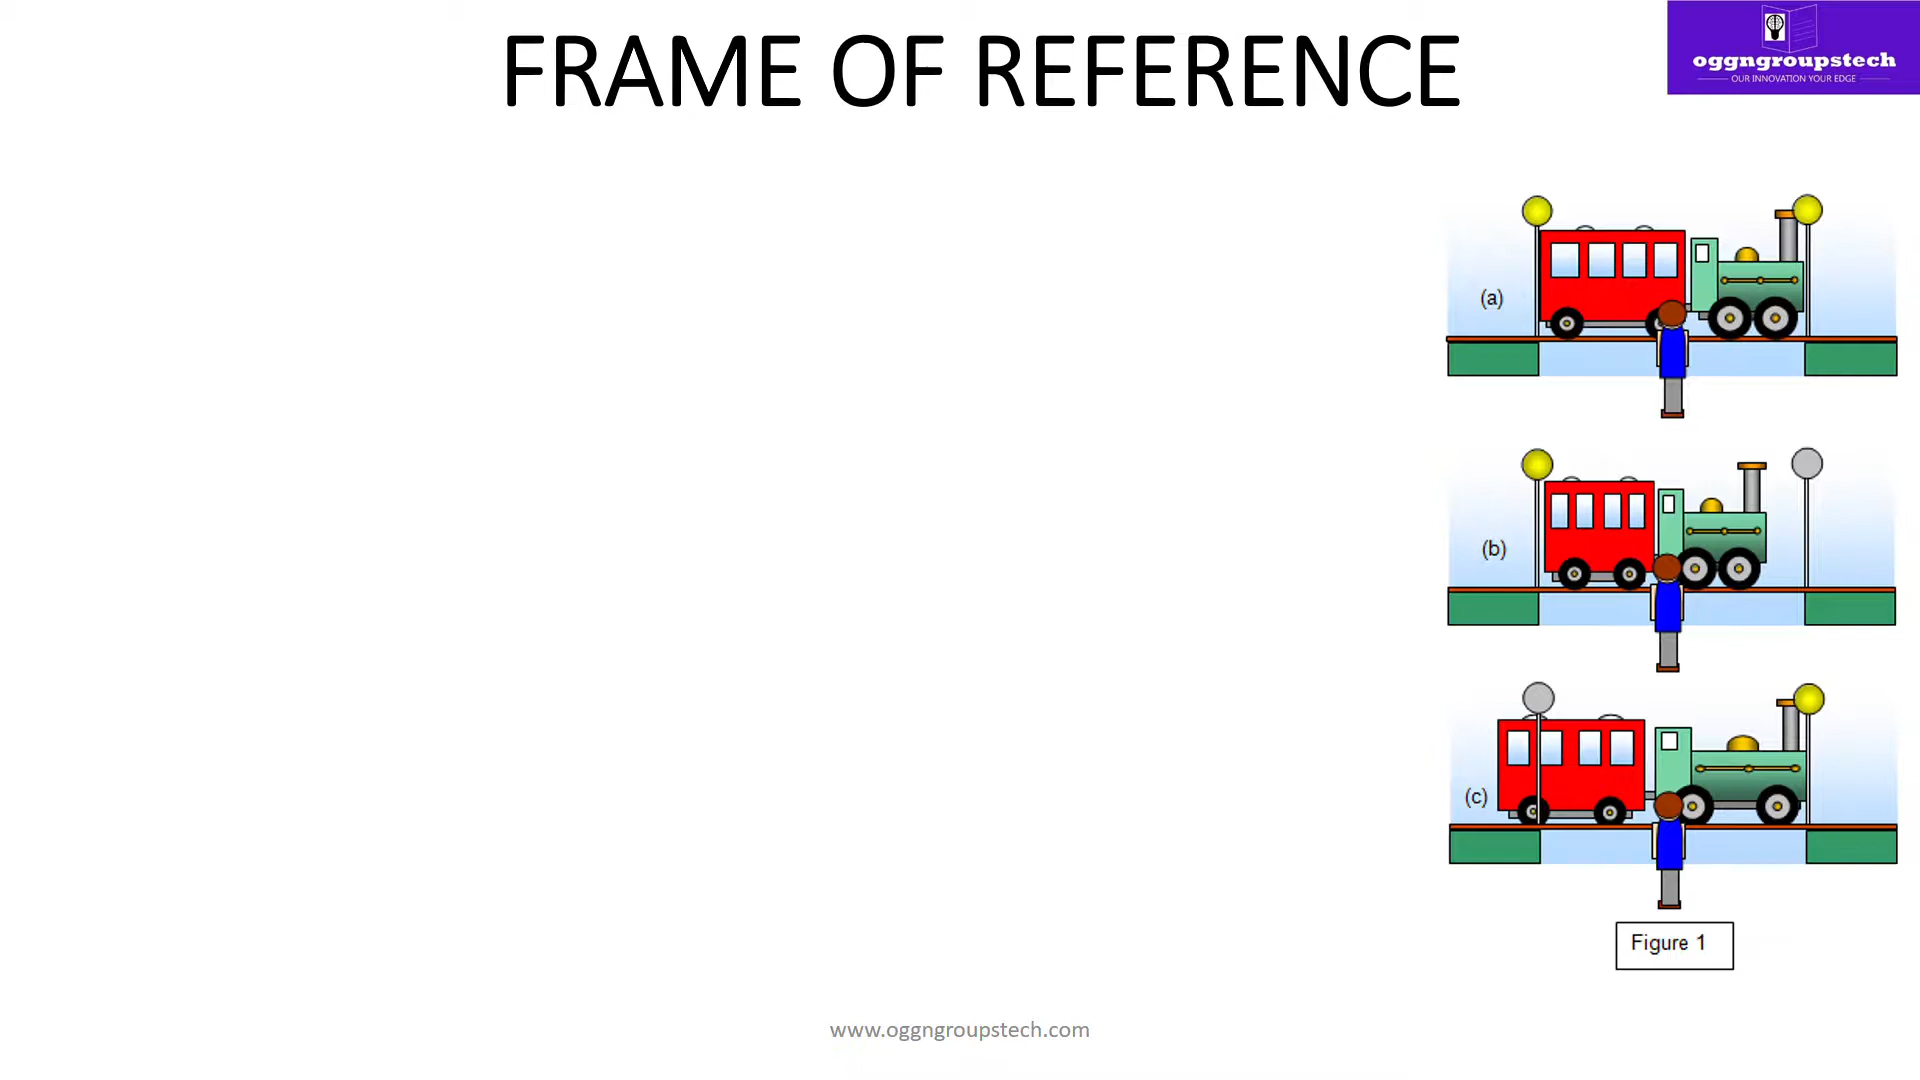 FRAME OF REFERENCE
oggngroupstech
OUR INNOVATION YOUR EDGE
(a)
(b)
(c)
Figure 1
www.oggngroupstech.com